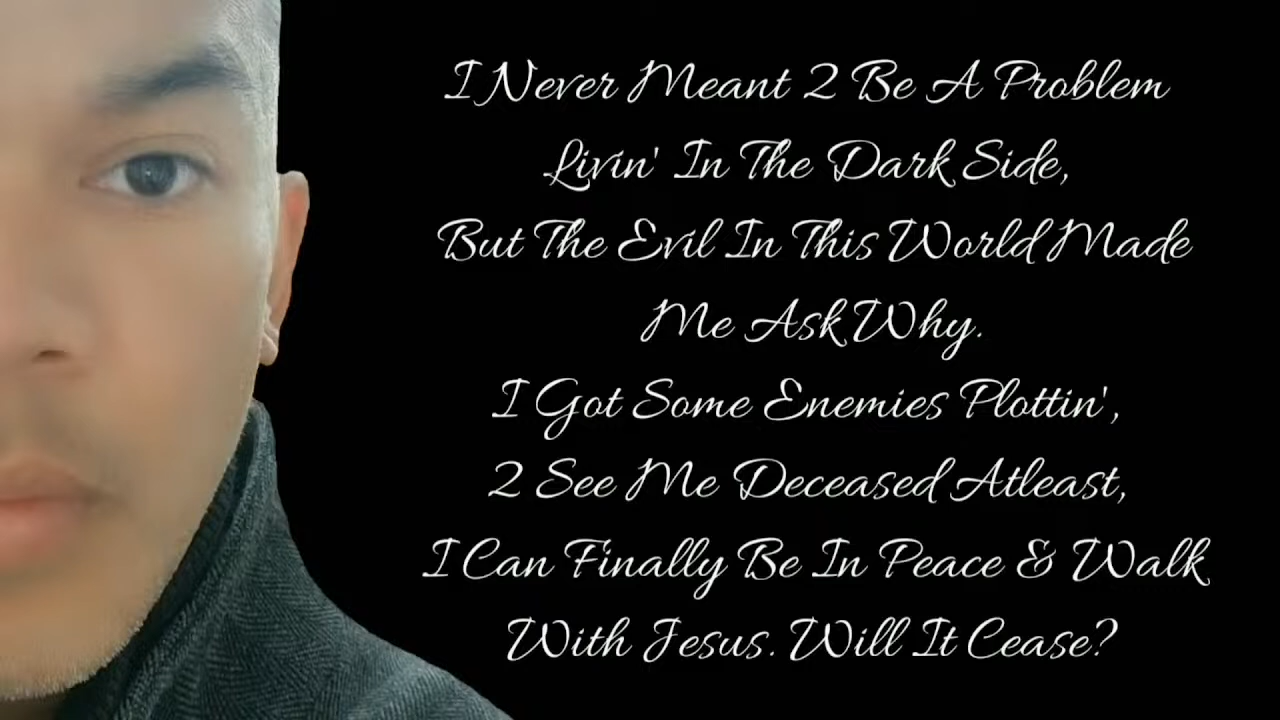 I Never Meant 2 Be A Problem
Livin' In The Dark Side,
But The Evil In This World Made
Me Ask Why.
I Got Some Enemies Plottin',
2 See Me Deceased Atleast,
I Can Finally Be In Peace & Walk
With Jesus. Will It Cease?